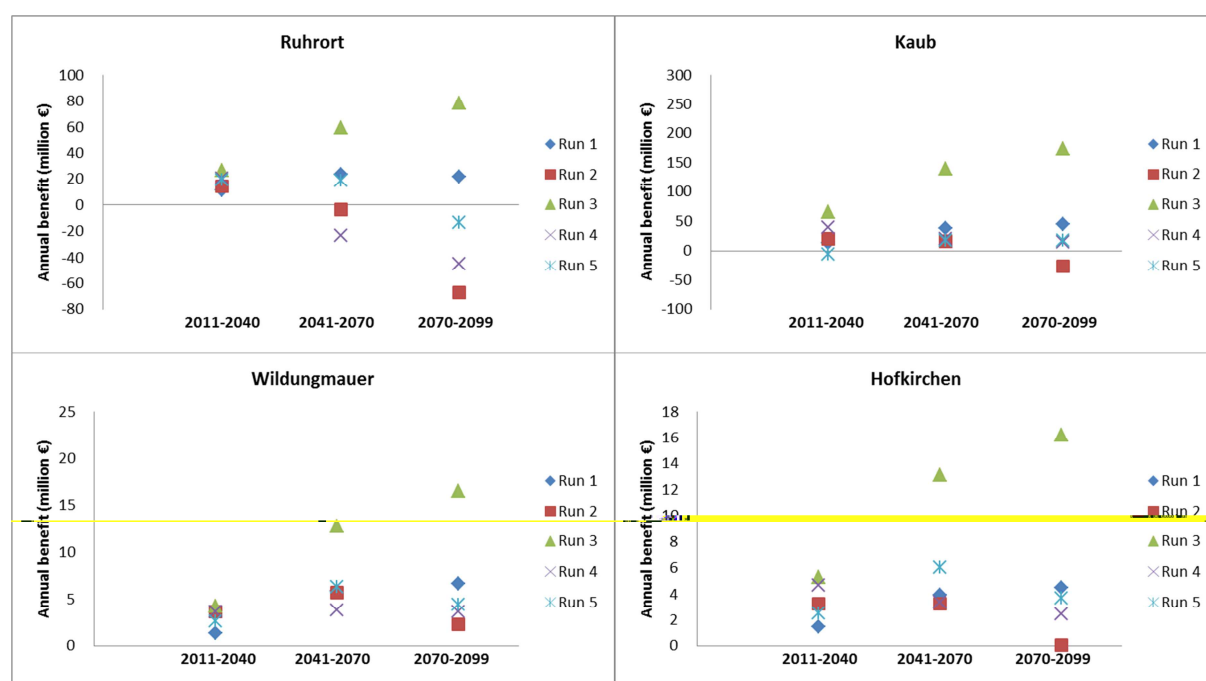 Ruhrort
Annual benefit (million €)
100
80
60
40
20
0
-20
-40
-60
-80
2011-2040
2041-2070
2070-2099
Run 1
Run 2
Run 3
Run 4
Run 5
Kaub
Annual benefit (million €)
300
250
200
150
100
50
0
-50
-100
2011-2040
2041-2070
2070-2099
Run 1
Run 2
Run 3
Run 4
Run 5
Wildungmauer
Annual benefit (million €)
25
20
15
10
5
0
2011-2040
2041-2070
2070-2099
Run 1
Run 2
Run 3
Run 4
Run 5
Hofkirchen
Annual benefit (million €)
18
16
14
12
10
8
6
4
2
0
2011-2040
2041-2070
2070-2099
Run 1
Run 2
Run 3
Run 4
Run 5